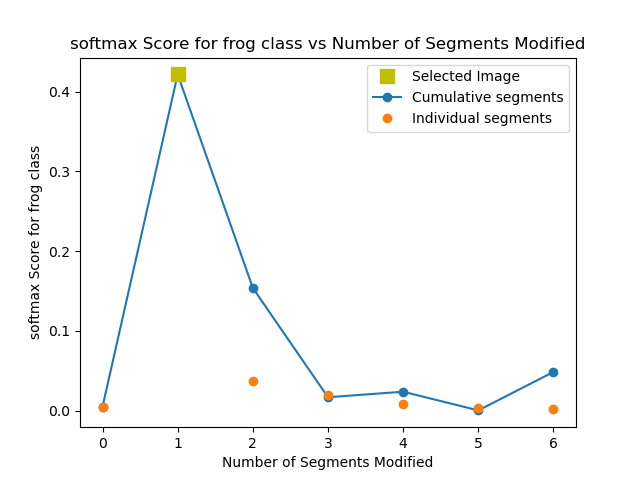 softmax Score for frog class vs Number of Segments Modified
Selected Image
Cumulative segments
Individual segments
softmax Score for frog class
0.4
0.3
0.2
0.1
0.0
0 1 2 3 4 5 6
Number of Segments Modified